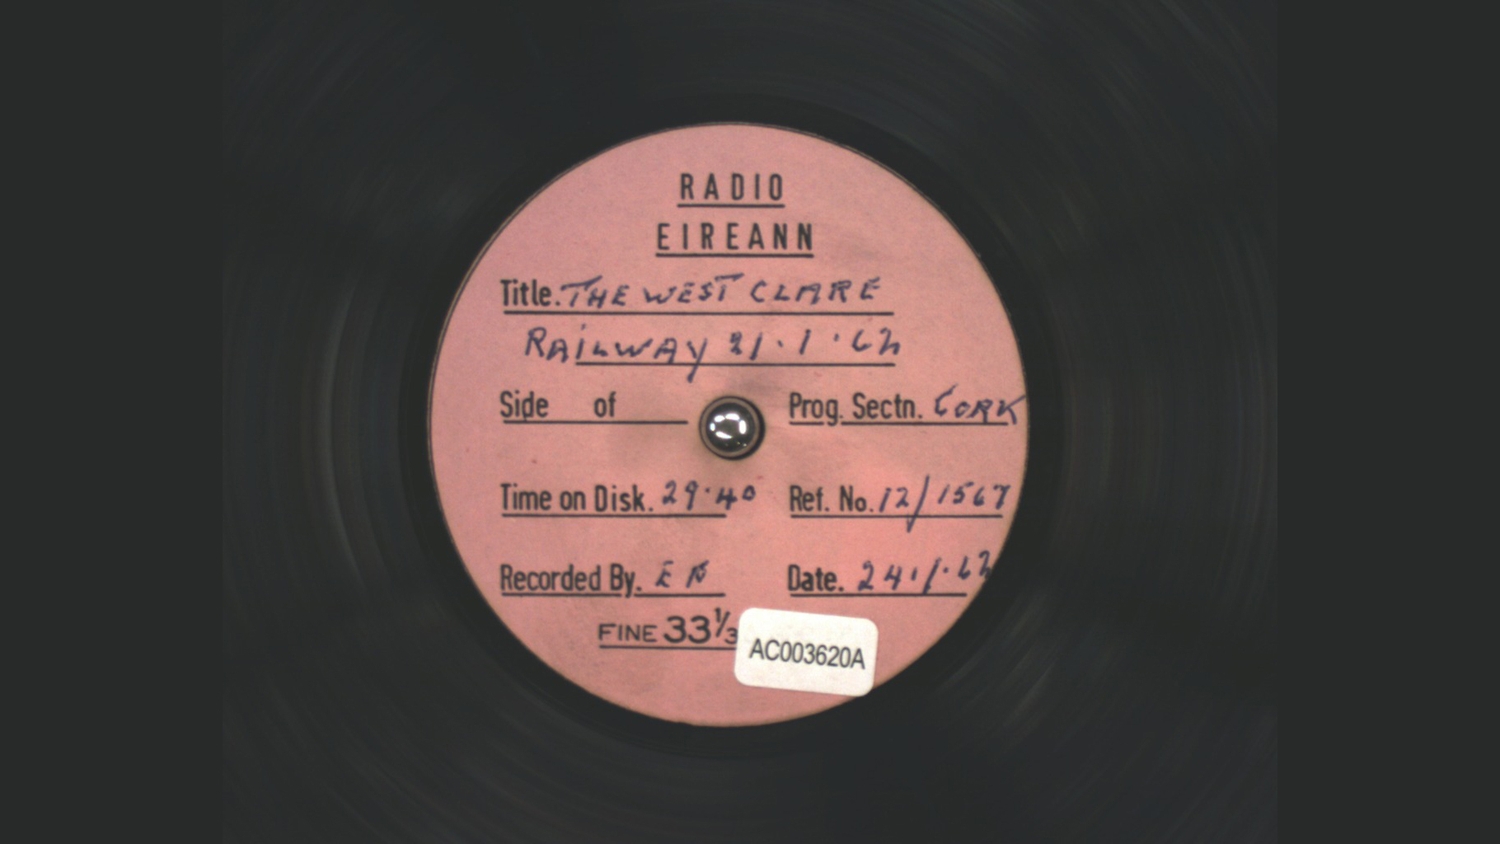 RADIO
EIREANN
Title. THE WEST CLARE
RAILWAY 21.1.62
Side of
Prog. Sectn. CORK
Time on Disk. 29.40
Ref. No. 12/1567
Recorded By.
Date. 24.1.62
FINE 33⅓
AC003620A